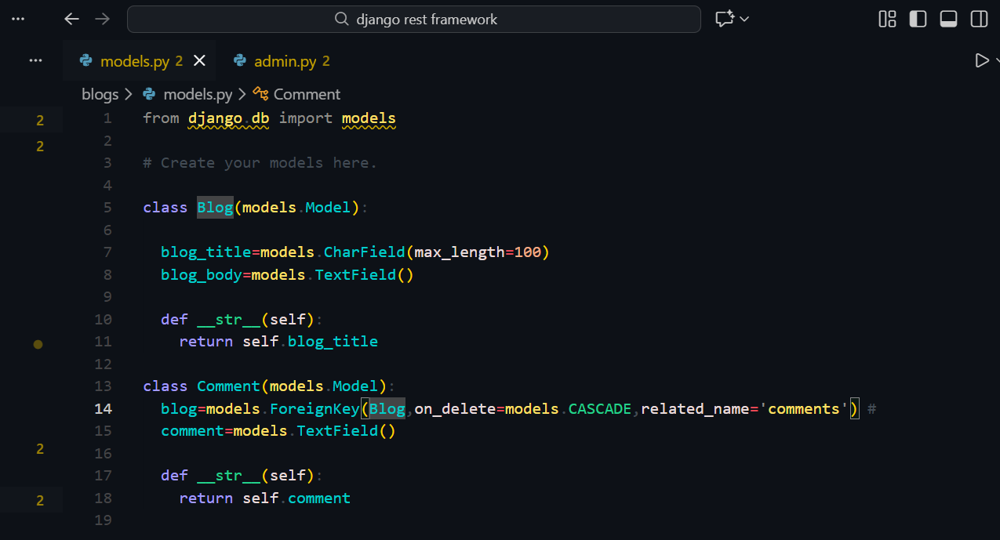 django rest framework
models.py 2 admin.py 2
blogs > models.py > Comment
2 1 from django.db import models
2 2
3 # Create your models here.
4
5 class Blog(models.Model):
6
7   blog_title=models.CharField(max_length=100)
8   blog_body=models.TextField()
9
10   def __str__(self):
11     return self.blog_title
12
13 class Comment(models.Model):
14   blog=models.ForeignKey(Blog,on_delete=models.CASCADE,related_name='comments') #
15   comment=models.TextField()
2 16
17   def __str__(self):
2 18     return self.comment
19